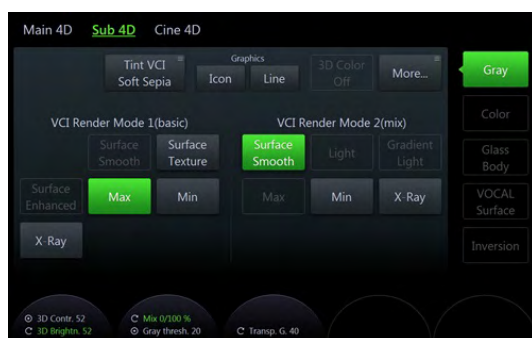 Main 4D Sub 4D Cine 4D
Tint VCI
Soft Sepia
Graphics
Icon Line
3D Color
Off
More...
Gray
Color
Glass
Body
VOCAL
Surface
Inversion
VCI Render Mode 1(basic)
Surface
Smooth
Surface
Texture
Surface
Enhanced
Max
Min
X-Ray
VCI Render Mode 2(mix)
Surface
Smooth
Light
Gradient
Light
Max
Min
X-Ray
3D Contr. 52
3D Brightn. 52
Mix 0/100 %
Gray thresh. 20
Transp. G. 40